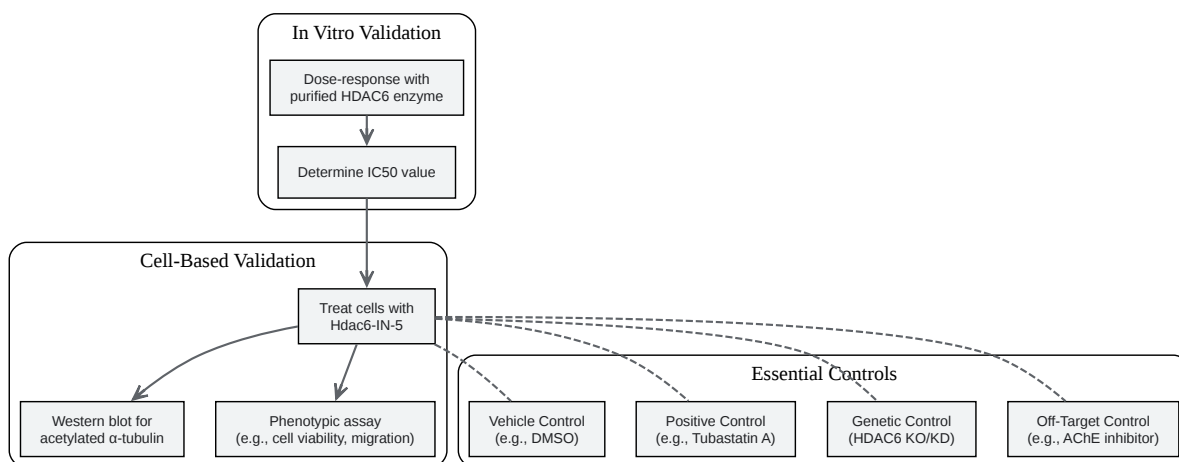 In Vitro Validation
Dose-response with
purified HDAC6 enzyme
Determine IC50 value
Cell-Based Validation
Treat cells with
Hdac6-IN-5
Western blot for
acetylated α-tubulin
Phenotypic assay
(e.g., cell viability, migration)
Essential Controls
Vehicle Control
(e.g., DMSO)
Positive Control
(e.g., Tubastatin A)
Genetic Control
(HDAC6 KO/KD)
Off-Target Control
(e.g., AChE inhibitor)